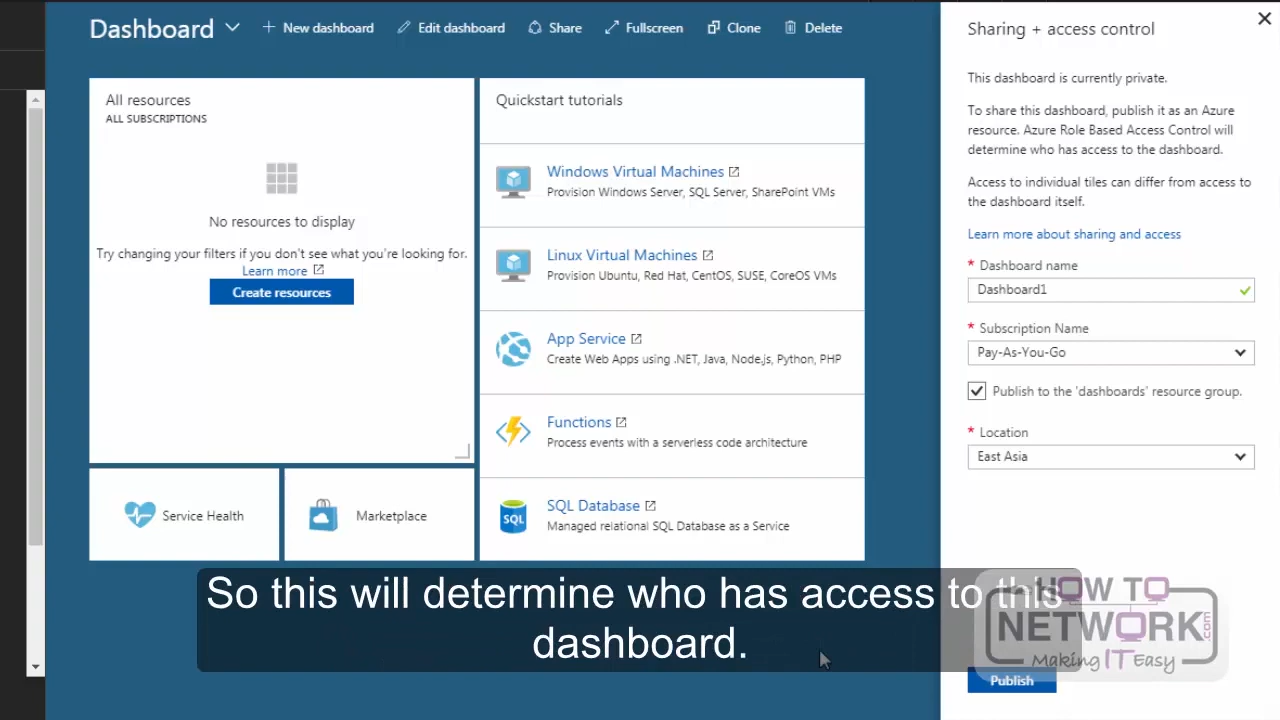 Dashboard
New dashboard
Edit dashboard
Share
Fullscreen
Clone
Delete
All resources
ALL SUBSCRIPTIONS
No resources to display
Try changing your filters if you don't see what you're looking for.
Learn more
Create resources
Service Health
Marketplace
Quickstart tutorials
Windows Virtual Machines
Provision Windows Server, SQL Server, SharePoint VMs
Linux Virtual Machines
Provision Ubuntu, Red Hat, CentOS, SUSE, CoreOS VMs
App Service
Create Web Apps using .NET, Java, Node.js, Python, PHP
Functions
Process events with a serverless code architecture
SQL
SQL Database
Managed relational SQL Database as a Service
Sharing + access control
This dashboard is currently private.
To share this dashboard, publish it as an Azure
resource. Azure Role Based Access Control will
determine who has access to the dashboard.
Access to individual tiles can differ from access to
the dashboard itself.
Learn more about sharing and access
* Dashboard name
Dashboard1
* Subscription Name
Pay-As-You-Go
Publish to the 'dashboards' resource group.
* Location
East Asia
So this will determine who has access to this
dashboard.
HOW TO
NETWORK.com
Making IT Easy
Publish